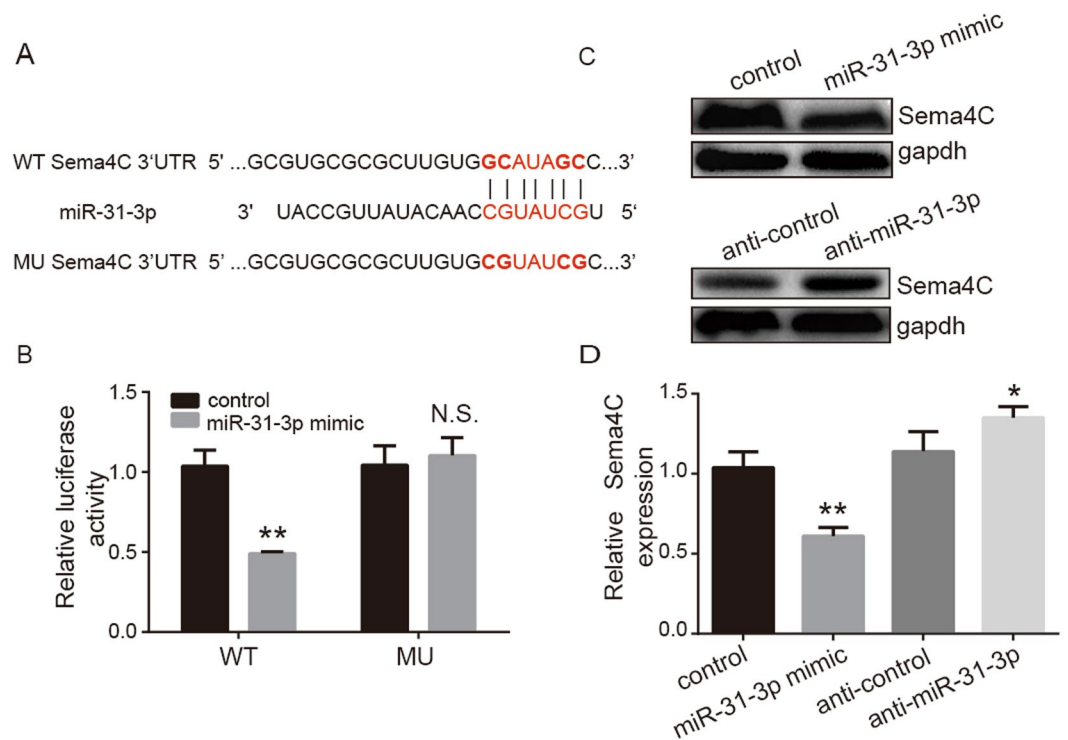 A
WT Sema4C 3'UTR 5' ...GCGUGCGCGCUUGUGGCAUAGCC...3'
miR-31-3p 3' UACCGUUAUACAACCGUAUCGU 5'
MU Sema4C 3'UTR 5' ...GCGUGCGCGCUUGUGCGUAUCGC...3'
B
Relative luciferase activity
1.5
1.0
0.5
0.0
control
miR-31-3p mimic
**
N.S.
WT
MU
C
control
miR-31-3p mimic
Sema4C
gapdh
anti-control
anti-miR-31-3p
Sema4C
gapdh
D
Relative Sema4C
expression
1.5
1.0
0.5
0.0
**
*
control
miR-31-3p mimic
anti-control
anti-miR-31-3p